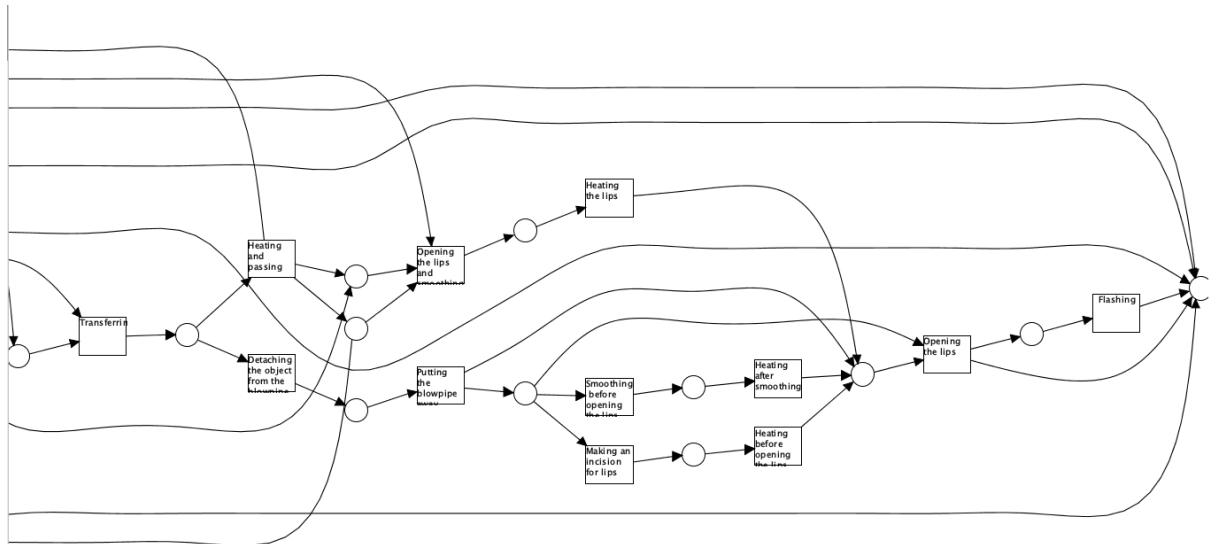 Heating
the lips
Heating
and
passing
Opening
the lips
and
Transferrin
Flashing
Opening
the lips
Detaching
the object
from the
Putting
the
blowpipe
Smoothing
before
opening
Heating
after
smoothing
Making an
incision
for lips
Heating
before
opening